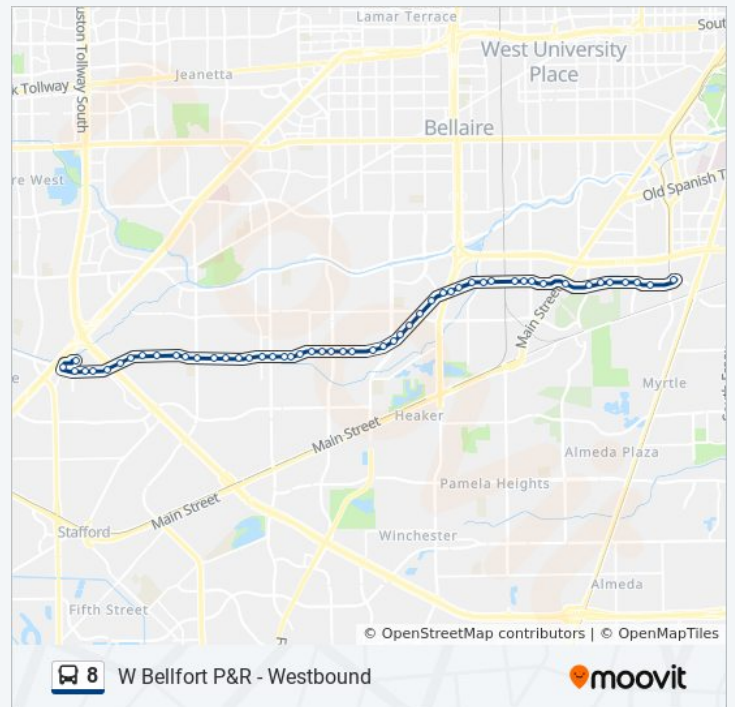 Lamar Terrace
Sout
West University
Place
Jeanetta
k Tollway
uston Tollway South
Bellaire
re West
Old Spanish T
Main Street
e
Myrtle
Heaker
Main Street
Almeda Plaza
Pamela Heights
Main Street
Stafford
Winchester
Almeda
Fifth Street
© OpenStreetMap contributors | © OpenMapTiles
8 W Bellfort P&R - Westbound
moovit